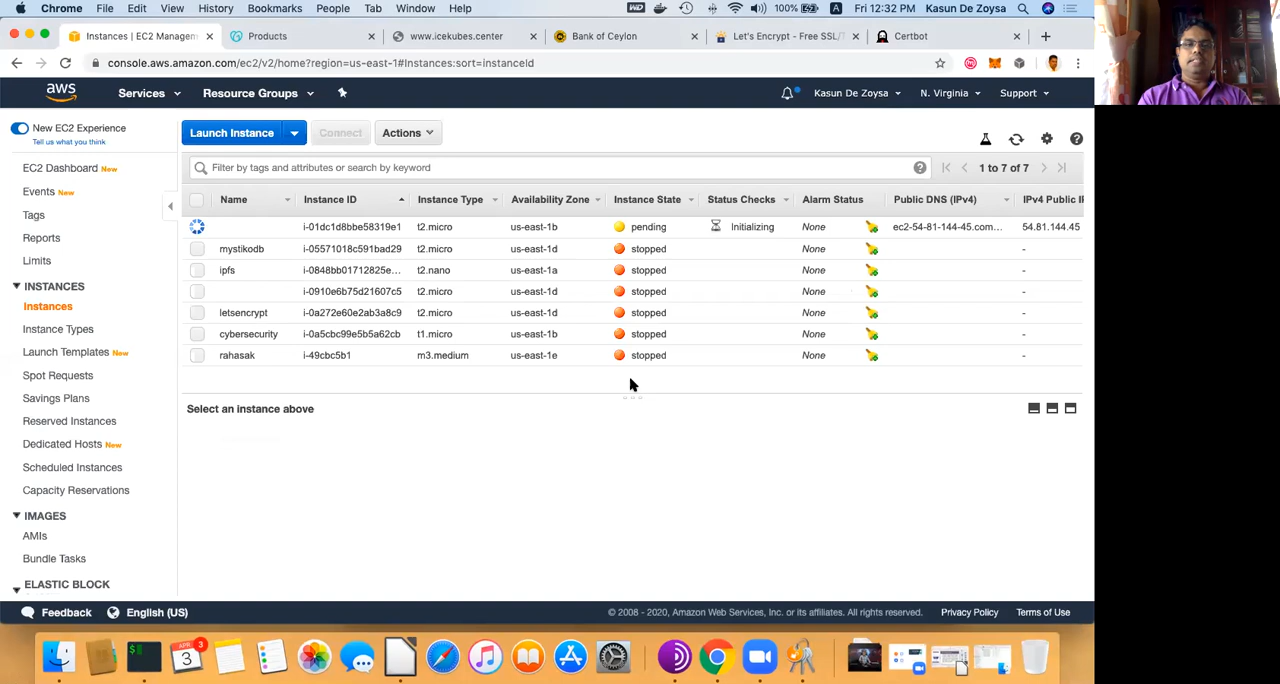 Chrome File Edit View History Bookmarks People Tab Window Help 100% Fri 12:32 PM Kasun De Zoysa
Instances | EC2 Managem Products www.icekubes.center Bank of Ceylon Let's Encrypt - Free SSL/ Certbot
console.aws.amazon.com/ec2/v2/home?region=us-east-1#Instances:sort=instanceId
aws Services Resource Groups Kasun De Zoysa N. Virginia Support
New EC2 Experience
Tell us what you think
Launch Instance Connect Actions
EC2 Dashboard New
Events New
Tags
Reports
Limits
INSTANCES
Instances
Instance Types
Launch Templates New
Spot Requests
Savings Plans
Reserved Instances
Dedicated Hosts New
Scheduled Instances
Capacity Reservations
IMAGES
AMIs
Bundle Tasks
ELASTIC BLOCK
Filter by tags and attributes or search by keyword 1 to 7 of 7
Name Instance ID Instance Type Availability Zone Instance State Status Checks Alarm Status Public DNS (IPv4) IPv4 Public IP
i-01dc1d8bbe58319e1 t2.micro us-east-1b pending Initializing None ec2-54-81-144-45.com... 54.81.144.45
mystikodb i-05571018c591bad29 t2.micro us-east-1d stopped None -
ipfs i-0848bb01712825e... t2.nano us-east-1a stopped None -
i-0910e6b75d21607c5 t2.micro us-east-1d stopped None -
letsencrypt i-0a272e60e2ab3a8c9 t2.micro us-east-1d stopped None -
cybersecurity i-0a5cbc99e5b5a62cb t1.micro us-east-1b stopped None -
rahasak i-49cbc5b1 m3.medium us-east-1e stopped None -
Select an instance above
Feedback English (US) © 2008 - 2020, Amazon Web Services, Inc. or its affiliates. All rights reserved. Privacy Policy Terms of Use
APR 3
3